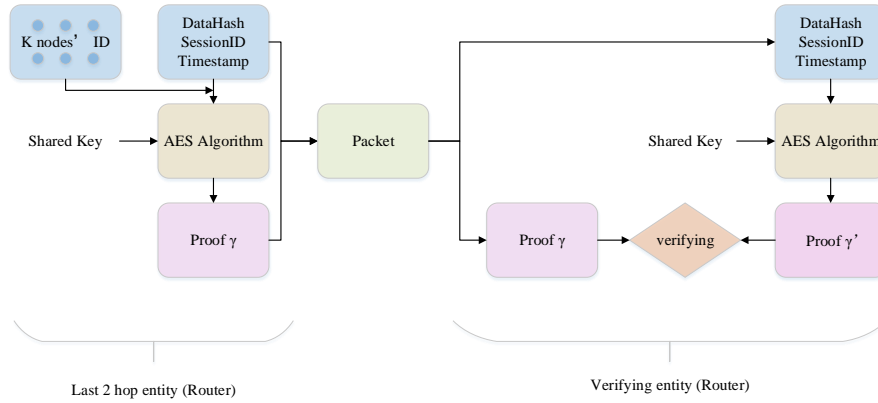 K nodes’ ID
DataHash
SessionID
Timestamp
Shared Key
AES Algorithm
Proof γ
Packet
DataHash
SessionID
Timestamp
Shared Key
AES Algorithm
Proof γ
verifying
Proof γ’
Last 2 hop entity (Router)
Verifying entity (Router)